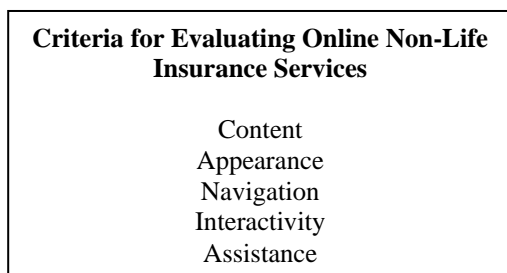 Criteria for Evaluating Online Non-Life
Insurance Services
Content
Appearance
Navigation
Interactivity
Assistance